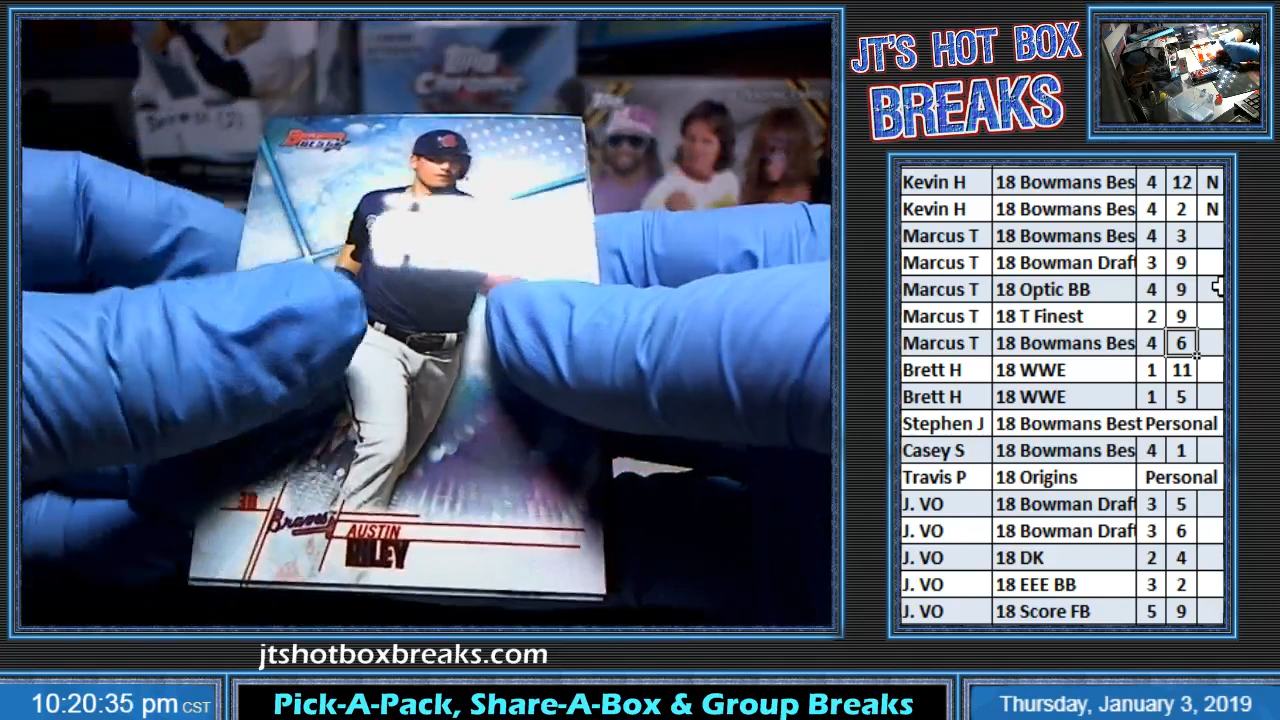 JT'S HOT BOX
BREAKS
Topps
Bowman's
BEST
Braves
AUSTIN
RILEY
Kevin H 18 Bowmans Bes 4 12 N
Kevin H 18 Bowmans Bes 4 2 N
Marcus T 18 Bowmans Bes 4 3
Marcus T 18 Bowman Draft 3 9
Marcus T 18 Optic BB 4 9
Marcus T 18 T Finest 2 9
Marcus T 18 Bowmans Bes 4 6
Brett H 18 WWE 1 11
Brett H 18 WWE 1 5
Stephen J 18 Bowmans Best Personal
Casey S 18 Bowmans Bes 4 1
Travis P 18 Origins Personal
J. VO 18 Bowman Draft 3 5
J. VO 18 Bowman Draft 3 6
J. VO 18 DK 2 4
J. VO 18 EEE BB 3 2
J. VO 18 Score FB 5 9
jtshotboxbreaks.com
10:20:35 pm CST
Pick-A-Pack, Share-A-Box & Group Breaks
Thursday, January 3, 2019